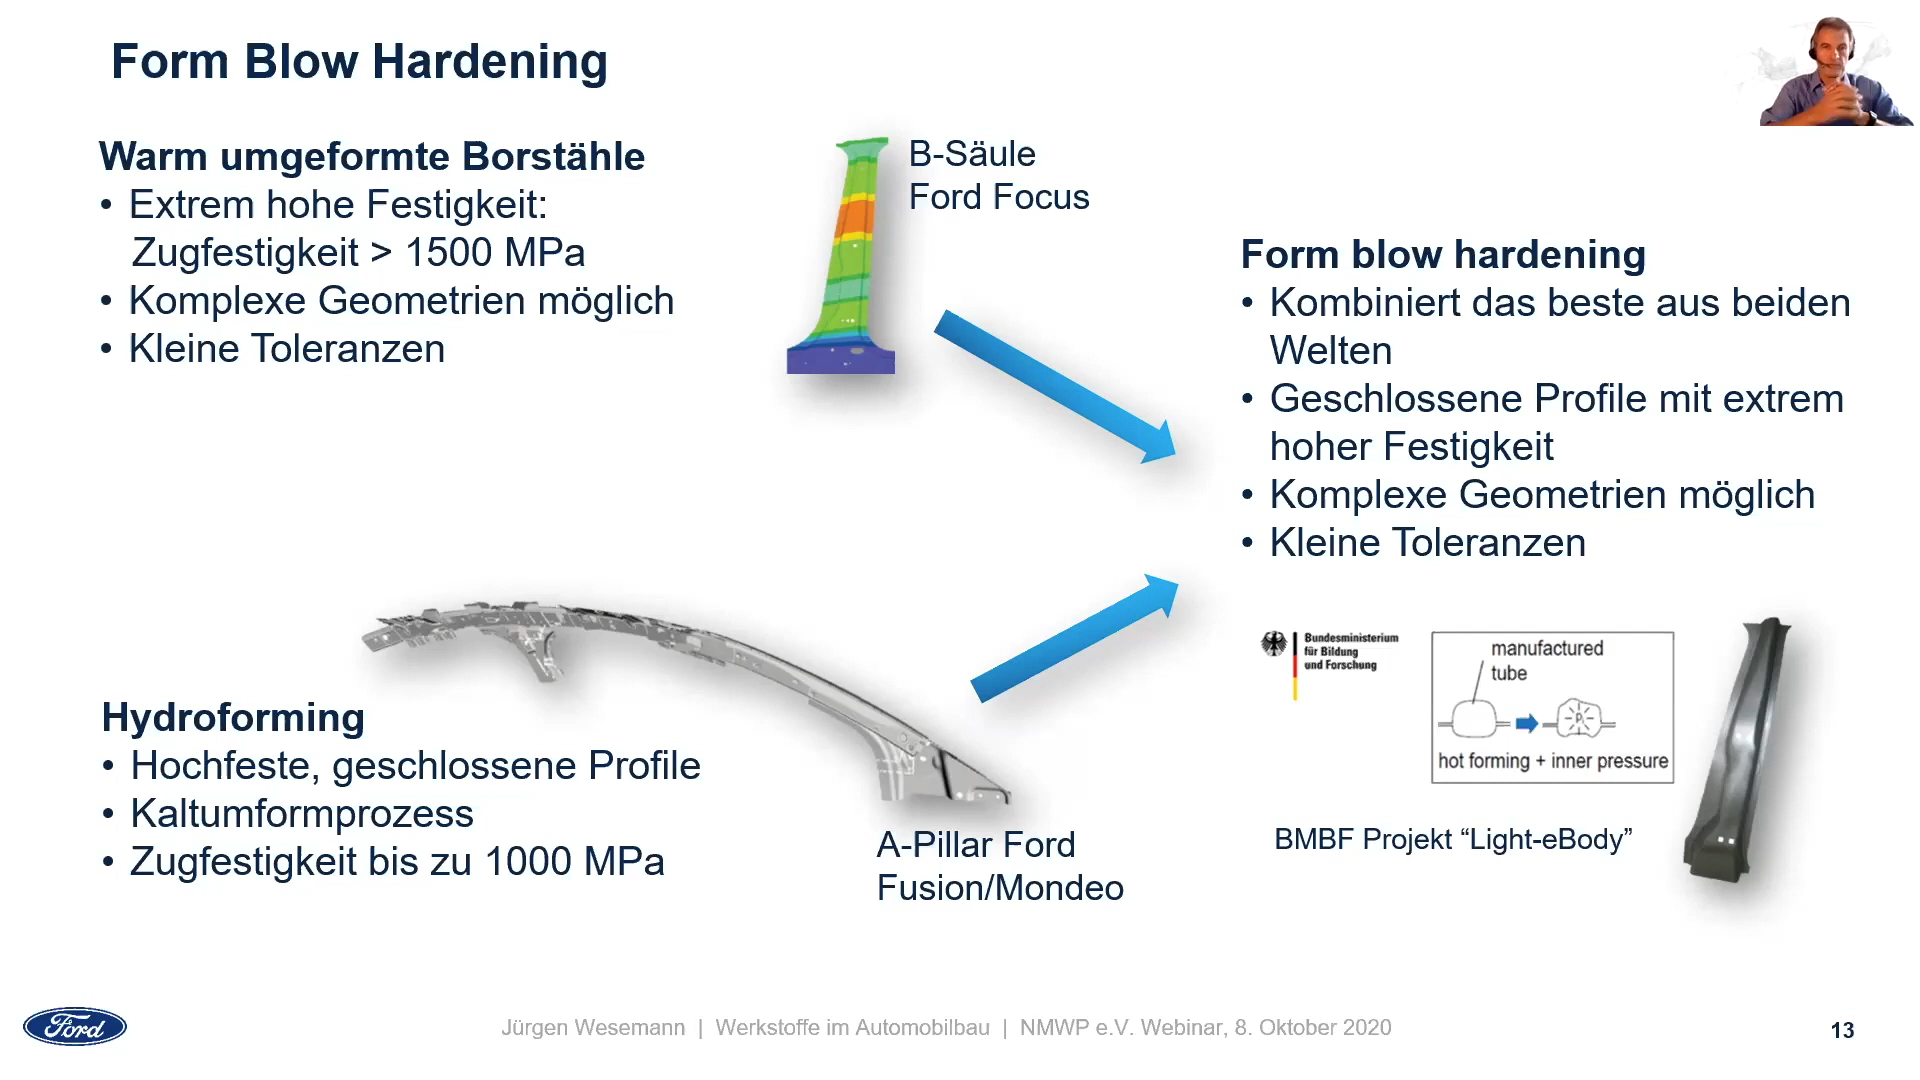 Form Blow Hardening
Warm umgeformte Borstähle
• Extrem hohe Festigkeit:
Zugfestigkeit > 1500 MPa
• Komplexe Geometrien möglich
• Kleine Toleranzen
B-Säule
Ford Focus
Form blow hardening
• Kombiniert das beste aus beiden
Welten
• Geschlossene Profile mit extrem
hoher Festigkeit
• Komplexe Geometrien möglich
• Kleine Toleranzen
Hydroforming
• Hochfeste, geschlossene Profile
• Kaltumformprozess
• Zugfestigkeit bis zu 1000 MPa
A-Pillar Ford
Fusion/Mondeo
Bundesministerium
für Bildung
und Forschung
manufactured
tube
P
hot forming + inner pressure
BMBF Projekt “Light-eBody”
Ford
Jürgen Wesemann | Werkstoffe im Automobilbau | NMWP e.V. Webinar, 8. Oktober 2020
13